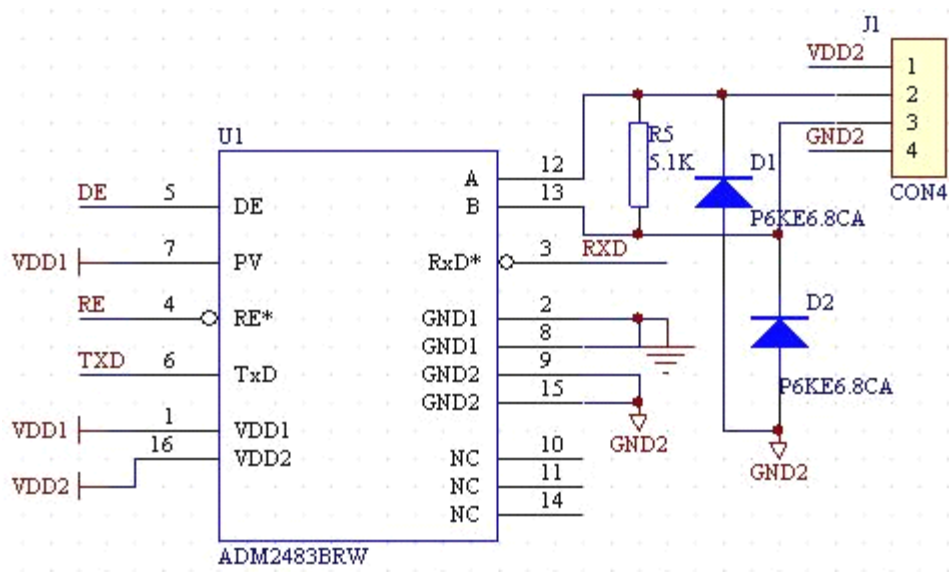 J1
VDD2
1
2
3
GND2
4
CON4
U1
R5
5.1K
D1
P6KE6.8CA
DE
5
DE
A
12
B
13
VDD1
7
PV
RxD*
3
RXD
RE
4
RE*
GND1
2
GND1
8
D2
P6KE6.8CA
TXD
6
TxD
GND2
9
GND2
15
GND2
GND2
VDD1
1
VDD1
VDD2
16
VDD2
NC
10
NC
11
NC
14
ADM2483BRW